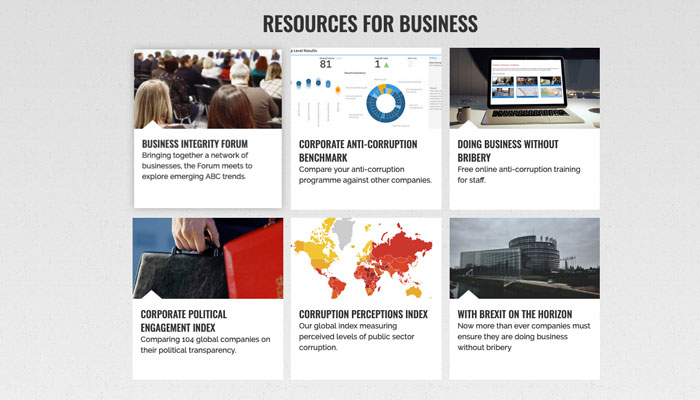 RESOURCES FOR BUSINESS
p Level Results
81
1
BUSINESS INTEGRITY FORUM
Bringing together a network of
businesses, the Forum meets to
explore emerging ABC trends.
CORPORATE ANTI-CORRUPTION
BENCHMARK
Compare your anti-corruption
programme against other companies.
DOING BUSINESS WITHOUT
BRIBERY
Free online anti-corruption training
for staff.
CORPORATE POLITICAL
ENGAGEMENT INDEX
Comparing 104 global companies on
their political transparency.
CORRUPTION PERCEPTIONS INDEX
Our global index measuring
perceived levels of public sector
corruption.
WITH BREXIT ON THE HORIZON
Now more than ever companies must
ensure they are doing business
without bribery